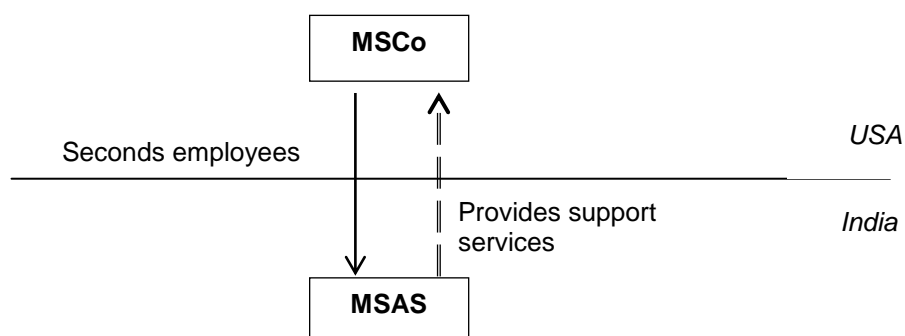 MSCo
USA
Seconds employees
Provides support
services
India
MSAS